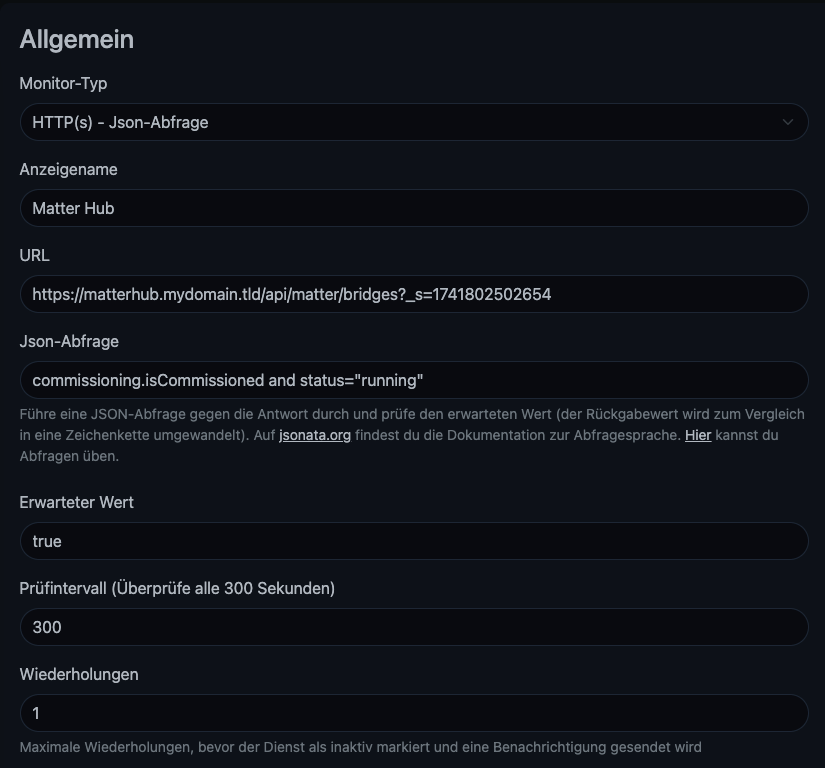 Allgemein
Monitor-Typ
HTTP(s) - Json-Abfrage
Anzeigename
Matter Hub
URL
https://matterhub.mydomain.tld/api/matter/bridges?_s=1741802502654
Json-Abfrage
commissioning.isCommissioned and status="running"
Führe eine JSON-Abfrage gegen die Antwort durch und prüfe den erwarteten Wert (der Rückgabewert wird zum Vergleich
in eine Zeichenkette umgewandelt). Auf jsonata.org findest du die Dokumentation zur Abfragesprache. Hier kannst du
Abfragen üben.
Erwarteter Wert
true
Prüfintervall (Überprüfe alle 300 Sekunden)
300
Wiederholungen
1
Maximale Wiederholungen, bevor der Dienst als inaktiv markiert und eine Benachrichtigung gesendet wird